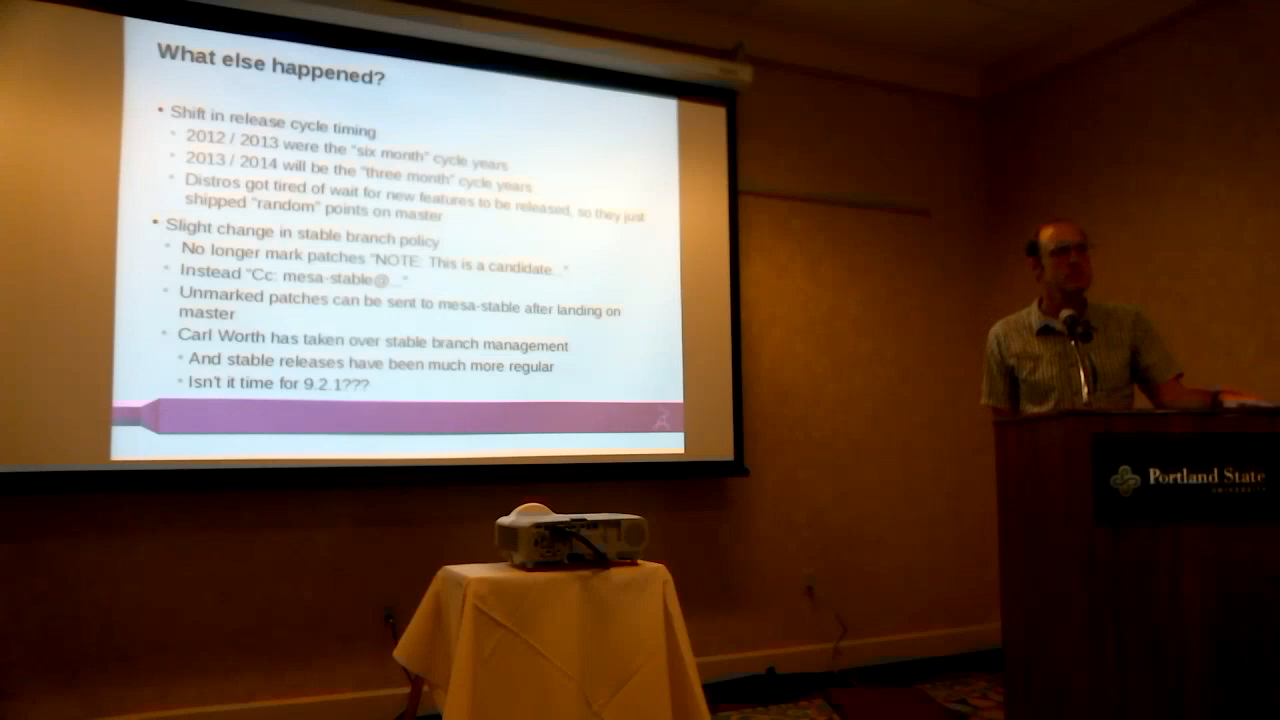 What else happened?
• Shift in release cycle timing
• 2012 / 2013 were the "six month" cycle years
• 2013 / 2014 will be the "three month" cycle years
• Distros got tired of wait for new features to be released, so they just
shipped "random" points on master
• Slight change in stable branch policy
• No longer mark patches "NOTE: This is a candidate..."
• Instead "Cc: mesa-stable@..."
• Unmarked patches can be sent to mesa-stable after landing on
master
• Carl Worth has taken over stable branch management
• And stable releases have been much more regular
• Isn't it time for 9.2.1???
Portland State
UNIVERSITY